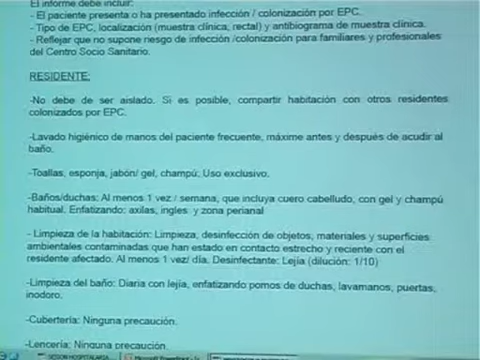 El informe debe incluir:
- El paciente presenta o ha presentado infección / colonización por EPC.
- Tipo de EPC, localización (muestra clínica, rectal) y antibiograma de muestra clínica.
- Reflejar que no supone riesgo de infección /colonización para familiares y profesionales
del Centro Socio Sanitario.
RESIDENTE:
-No debe de ser aislado. Si es posible, compartir habitación con otros residentes
colonizados por EPC.
-Lavado higiénico de manos del paciente frecuente, máxime antes y después de acudir al
baño.
-Toallas, esponja, jabón/ gel, champú: Uso exclusivo.
-Baños/duchas: Al menos 1 vez / semana, que incluya cuero cabelludo, con gel y champú
habitual. Enfatizando: axilas, ingles y zona perianal
- Limpieza de la habitación: Limpieza, desinfección de objetos, materiales y superficies
ambientales contaminadas que han estado en contacto estrecho y reciente con el
residente afectado. Al menos 1 vez/ día. Desinfectante: Lejía (dilución: 1/10)
-Limpieza del baño: Diaria con lejía, enfatizando pomos de duchas, lavamanos, puertas,
inodoro.
-Cubertería: Ninguna precaución.
-Lencería: Ninguna precaución.
SESION HOSPITALARIA
Microsoft PowerPoint